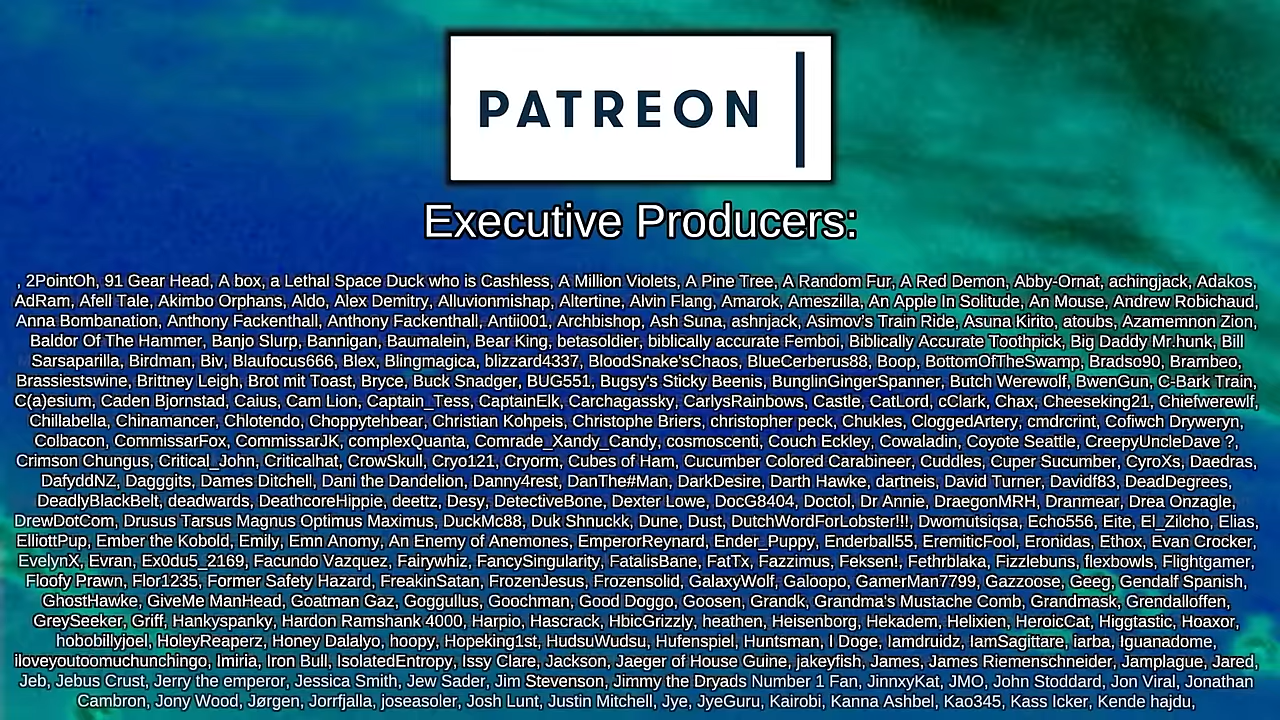 PATREON
Executive Producers:
, 2PointOh, 91 Gear Head, A box, a Lethal Space Duck who is Cashless, A Million Violets, A Pine Tree, A Random Fur, A Red Demon, Abby-Ornat, achingjack, Adakos,
AdRam, Afell Tale, Akimbo Orphans, Aldo, Alex Demitry, Alluvionmishap, Altertine, Alvin Flang, Amarok, Ameszilla, An Apple In Solitude, An Mouse, Andrew Robichaud,
Anna Bombanation, Anthony Fackenthall, Anthony Fackenthall, Antii001, Archbishop, Ash Suna, ashnjack, Asimov's Train Ride, Asuna Kirito, atoubs, Azamemnon Zion,
Baldor Of The Hammer, Banjo Slurp, Bannigan, Baumalein, Bear King, betasoldier, biblically accurate Femboi, Biblically Accurate Toothpick, Big Daddy Mr.hunk, Bill
Sarsaparilla, Birdman, Biv, Blaufocus666, Blex, Blingmagica, blizzard4337, BloodSnake'sChaos, BlueCerberus88, Boop, BottomOfTheSwamp, Bradso90, Brambeo,
Brassiestswine, Brittney Leigh, Brot mit Toast, Bryce, Buck Snadger, BUG551, Bugsy's Sticky Beenis, BunglinGingerSpanner, Butch Werewolf, BwenGun, C-Bark Train,
C(a)esium, Caden Bjornstad, Caius, Cam Lion, Captain_Tess, CaptainElk, Carchagassky, CarlysRainbows, Castle, CatLord, cClark, Chax, Cheeseking21, Chiefwerewlf,
Chillabella, Chinamancer, Chlotendo, Choppytehbear, Christian Kohpeis, Christophe Briers, christopher peck, Chukles, CloggedArtery, cmdrcrint, Cofiwch Dryweryn,
Colbacon, CommissarFox, CommissarJK, complexQuanta, Comrade_Xandy_Candy, cosmoscenti, Couch Eckley, Cowaladin, Coyote Seattle, CreepyUncleDave ?,
Crimson Chungus, Critical_John, Criticalhat, CrowSkull, Cryo121, Cryorm, Cubes of Ham, Cucumber Colored Carabineer, Cuddles, Cuper Sucumber, CyroXs, Daedras,
DafyddNZ, Dagggits, Dames Ditchell, Dani the Dandelion, Danny4rest, DanThe#Man, DarkDesire, Darth Hawke, dartneis, David Turner, Davidf83, DeadDegrees,
DeadlyBlackBelt, deadwards, DeathcoreHippie, deettz, Desy, DetectiveBone, Dexter Lowe, DocG8404, Doctol, Dr Annie, DraegonMRH, Dranmear, Drea Onzagle,
DrewDotCom, Drusus Tarsus Magnus Optimus Maximus, DuckMc88, Duk Shnuckk, Dune, Dust, DutchWordForLobster!!!, Dwomutsiqsa, Echo556, Eite, El_Zilcho, Elias,
ElliottPup, Ember the Kobold, Emily, Emn Anomy, An Enemy of Anemones, EmperorReynard, Ender_Puppy, Enderball55, EremiticFool, Eronidas, Ethox, Evan Crocker,
EvelynX, Evran, Ex0du5_2169, Facundo Vazquez, Fairywhiz, FancySingularity, FatalisBane, FatTx, Fazzimus, Feksen!, Fethrblaka, Fizzlebuns, flexbowls, Flightgamer,
Floofy Prawn, Flor1235, Former Safety Hazard, FreakinSatan, FrozenJesus, Frozensolid, GalaxyWolf, Galoopo, GamerMan7799, Gazzoose, Geeg, Gendalf Spanish,
GhostHawke, GiveMe ManHead, Goatman Gaz, Goggullus, Goochman, Good Doggo, Goosen, Grandk, Grandma's Mustache Comb, Grandmask, Grendalloffen,
GreySeeker, Griff, Hankyspanky, Hardon Ramshank 4000, Harpio, Hascrack, HbicGrizzly, heathen, Heisenborg, Hekadem, Helixien, HeroicCat, Higgtastic, Hoaxor,
hobobillyjoel, HoleyReaperz, Honey Dalalyo, hoopy, Hopeking1st, HudsuWudsu, Hufenspiel, Huntsman, I Doge, Iamdruidz, IamSagittare, iarba, Iguanadome,
iloveyoutoomuchunchingo, Imiria, Iron Bull, IsolatedEntropy, Issy Clare, Jackson, Jaeger of House Guine, jakeyfish, James, James Riemenschneider, Jamplague, Jared,
Jeb, Jebus Crust, Jerry the emperor, Jessica Smith, Jew Sader, Jim Stevenson, Jimmy the Dryads Number 1 Fan, JinnxyKat, JMO, John Stoddard, Jon Viral, Jonathan
Cambron, Jony Wood, Jørgen, Jorrfjalla, joseasoler, Josh Lunt, Justin Mitchell, Jye, JyeGuru, Kairobi, Kanna Ashbel, Kao345, Kass Icker, Kende hajdu,